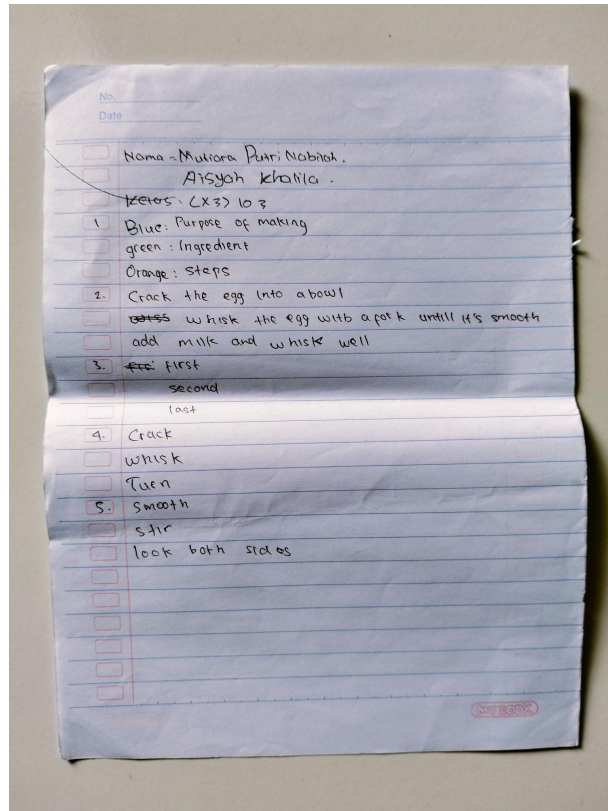 No.
Date
Nama = Mutiara Putri Nabilah.
Aisyah Khalila.
Kelas : (X3) 10 3
1 Blue : Purpose of making
green : Ingredient
Orange : steps
2. Crack the egg into a bowl
whisk the egg with a fork untill it's smooth
add milk and whisk well
3. first
second
last
4. Crack
whisk
Turn
5. Smooth
stir
look both sides
MY BOOK